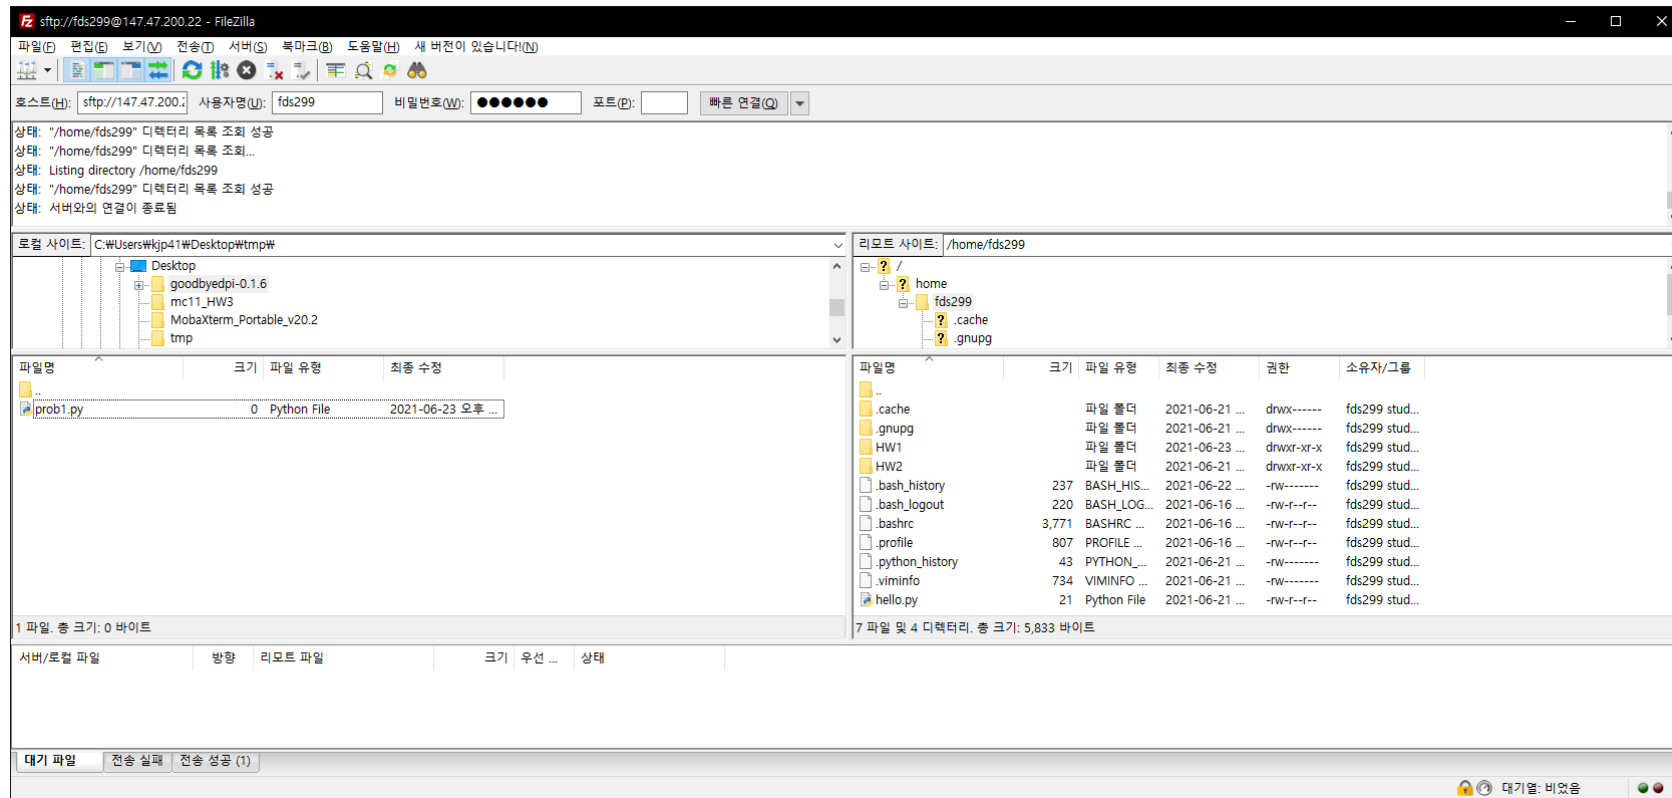 sftp://fds299@147.47.200.22 - FileZilla
파일(F) 편집(E) 보기(V) 전송(T) 서버(S) 북마크(B) 도움말(H) 새 버전이 있습니다!(N)
호스트(H): sftp://147.47.200.2 사용자명(U): fds299 비밀번호(W): ●●●●●● 포트(P): 빠른 연결(Q)
상태: "/home/fds299" 디렉터리 목록 조회 성공
상태: "/home/fds299" 디렉터리 목록 조회...
상태: Listing directory /home/fds299
상태: "/home/fds299" 디렉터리 목록 조회 성공
상태: 서버와의 연결이 종료됨
로컬 사이트: C:₩Users₩kjp41₩Desktop₩tmp₩
Desktop
goodbyedpi-0.1.6
mc11_HW3
MobaXterm_Portable_v20.2
tmp
파일명 크기 파일 유형 최종 수정
..
prob1.py 0 Python File 2021-06-23 오후 ...
1 파일. 총 크기: 0 바이트
리모트 사이트: /home/fds299
/
home
fds299
.cache
.gnupg
파일명 크기 파일 유형 최종 수정 권한 소유자/그룹
..
.cache 파일 폴더 2021-06-21 ... drwx------ fds299 stud...
.gnupg 파일 폴더 2021-06-21 ... drwx------ fds299 stud...
HW1 파일 폴더 2021-06-23 ... drwxr-xr-x fds299 stud...
HW2 파일 폴더 2021-06-21 ... drwxr-xr-x fds299 stud...
.bash_history 237 BASH_HIS... 2021-06-22 ... -rw------- fds299 stud...
.bash_logout 220 BASH_LOG... 2021-06-16 ... -rw-r--r-- fds299 stud...
.bashrc 3,771 BASHRC ... 2021-06-16 ... -rw-r--r-- fds299 stud...
.profile 807 PROFILE ... 2021-06-16 ... -rw-r--r-- fds299 stud...
.python_history 43 PYTHON_... 2021-06-21 ... -rw------- fds299 stud...
.viminfo 734 VIMINFO ... 2021-06-21 ... -rw------- fds299 stud...
hello.py 21 Python File 2021-06-21 ... -rw-r--r-- fds299 stud...
7 파일 및 4 디렉터리. 총 크기: 5,833 바이트
서버/로컬 파일 방향 리모트 파일 크기 우선 ... 상태
대기 파일 전송 실패 전송 성공 (1)
대기열: 비었음